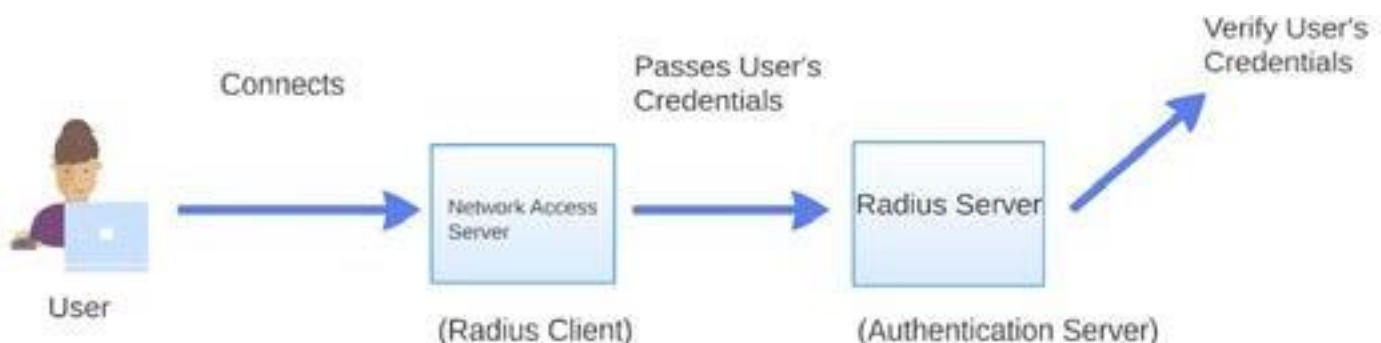 Connects
Passes User's
Credentials
Verify User's
Credentials
Network Access
Server
Radius Server
User
(Radius Client)
(Authentication Server)